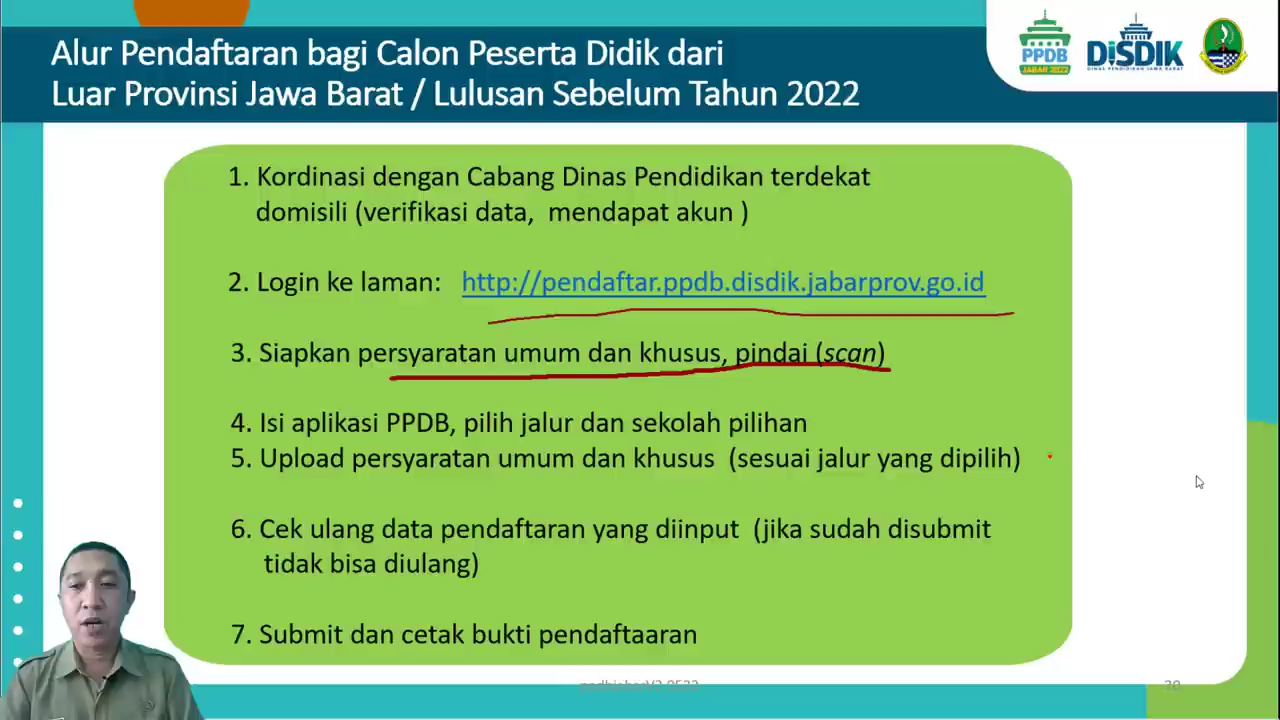 Alur Pendaftaran bagi Calon Peserta Didik dari
Luar Provinsi Jawa Barat / Lulusan Sebelum Tahun 2022
PPDB
JABAR 2022
DiSDIK
DINAS PENDIDIKAN JAWA BARAT
1. Kordinasi dengan Cabang Dinas Pendidikan terdekat
domisili (verifikasi data, mendapat akun )
2. Login ke laman: http://pendaftar.ppdb.disdik.jabarprov.go.id
3. Siapkan persyaratan umum dan khusus, pindai (scan)
4. Isi aplikasi PPDB, pilih jalur dan sekolah pilihan
5. Upload persyaratan umum dan khusus (sesuai jalur yang dipilih)
6. Cek ulang data pendaftaran yang diinput (jika sudah disubmit
tidak bisa diulang)
7. Submit dan cetak bukti pendaftaaran